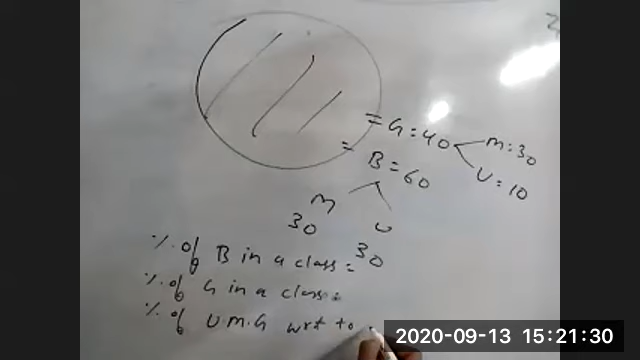 = G = 40
M = 30
U = 10
= B = 60
M
30
U
30
% of B in a class =
% of G in a class =
% of U.M.G wrt to
2020-09-13 15:21:30